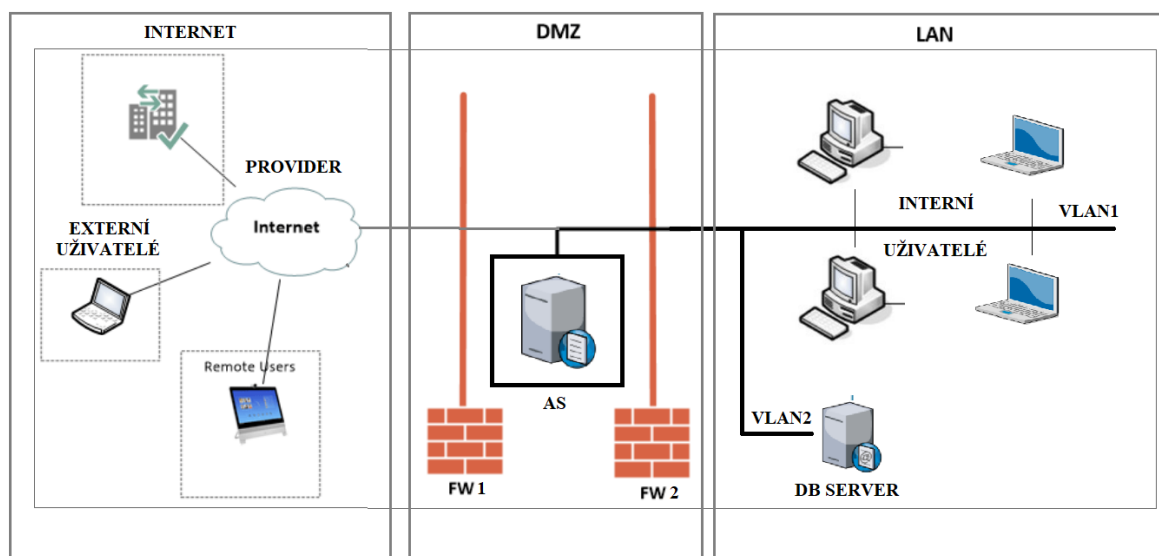 INTERNET
DMZ
LAN
PROVIDER
EXTERNÍ
UŽIVATELÉ
Internet
Remote Users
AS
FW 1
FW 2
INTERNÍ
UŽIVATELÉ
VLAN1
VLAN2
DB SERVER